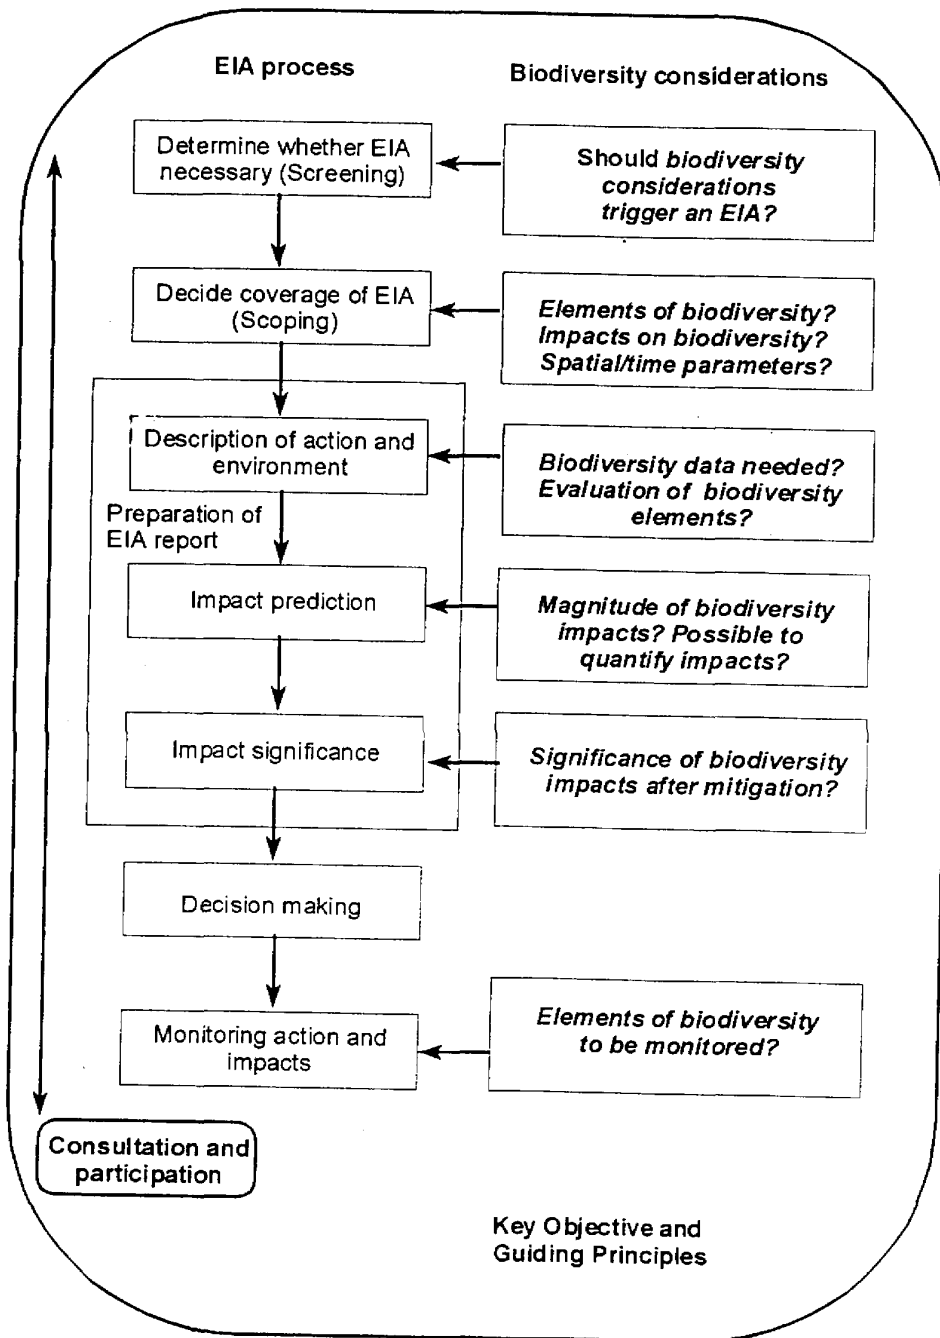 EIA process
Biodiversity considerations
Determine whether EIA
necessary (Screening)
Should biodiversity
considerations
trigger an EIA?
Decide coverage of EIA
(Scoping)
Elements of biodiversity?
Impacts on biodiversity?
Spatial/time parameters?
Description of action and
environment
Biodiversity data needed?
Evaluation of biodiversity
elements?
Preparation of
EIA report
Impact prediction
Magnitude of biodiversity
impacts? Possible to
quantify impacts?
Impact significance
Significance of biodiversity
impacts after mitigation?
Decision making
Monitoring action and
impacts
Elements of biodiversity
to be monitored?
Consultation and
participation
Key Objective and
Guiding Principles